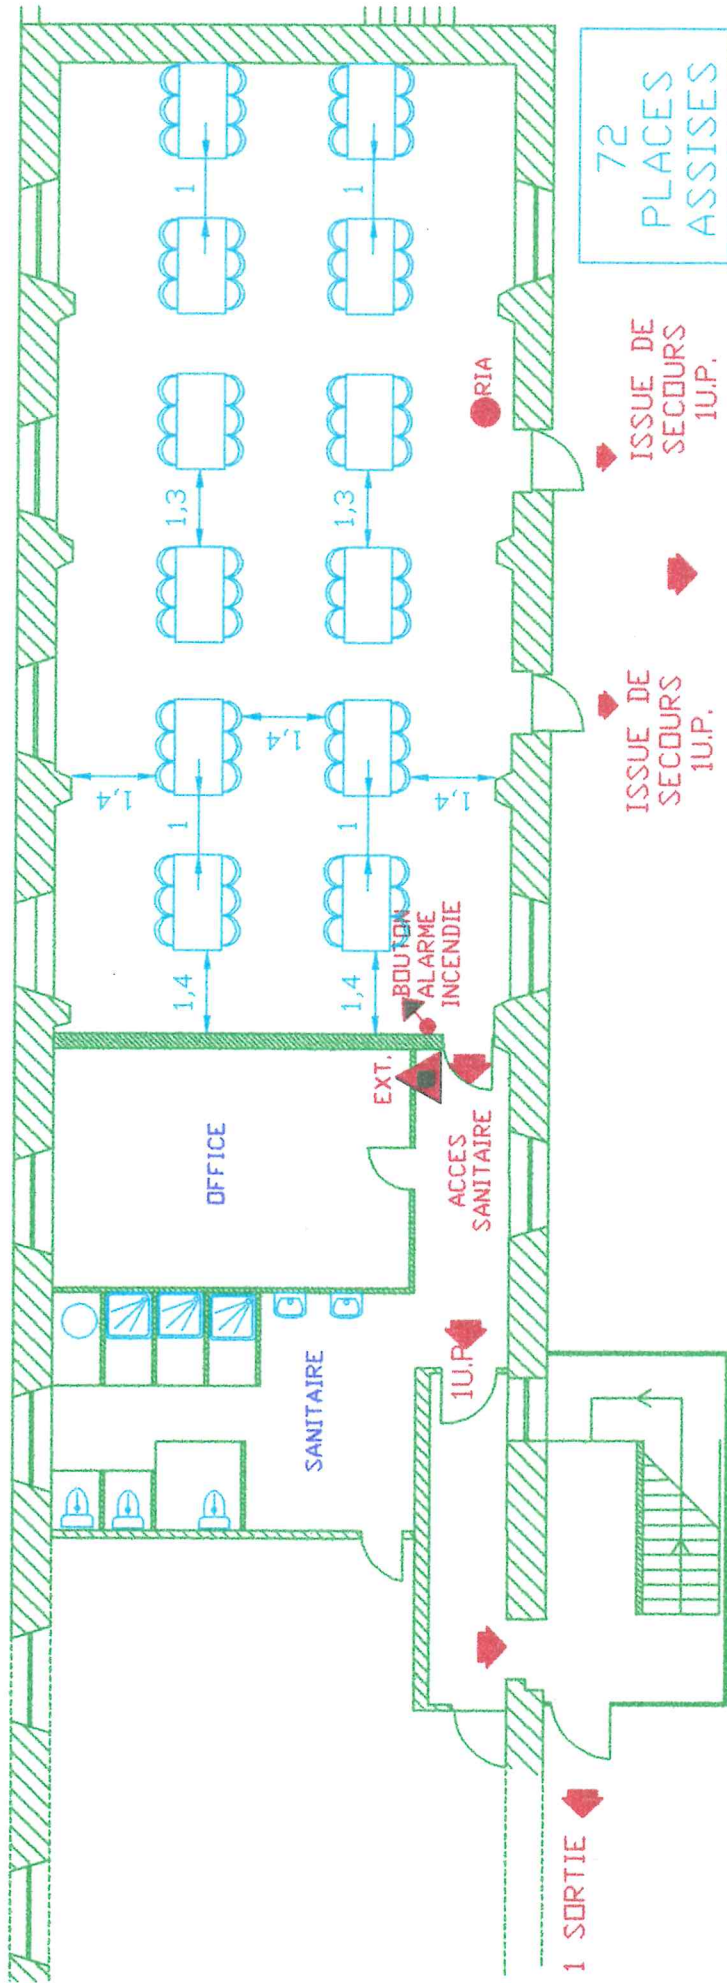 72
PLACES
ASSISES
1
1
RIA
ISSUE DE
SECOURS
1U.P.
1,3
1,3
ISSUE DE
SECOURS
1U.P.
1,4
1,4
1,4
1
1
1,4
1,4
BOUTON
ALARME
INCENDIE
EXT.
OFFICE
ACCES
SANITAIRE
1U.P.
SANITAIRE
1 SORTIE